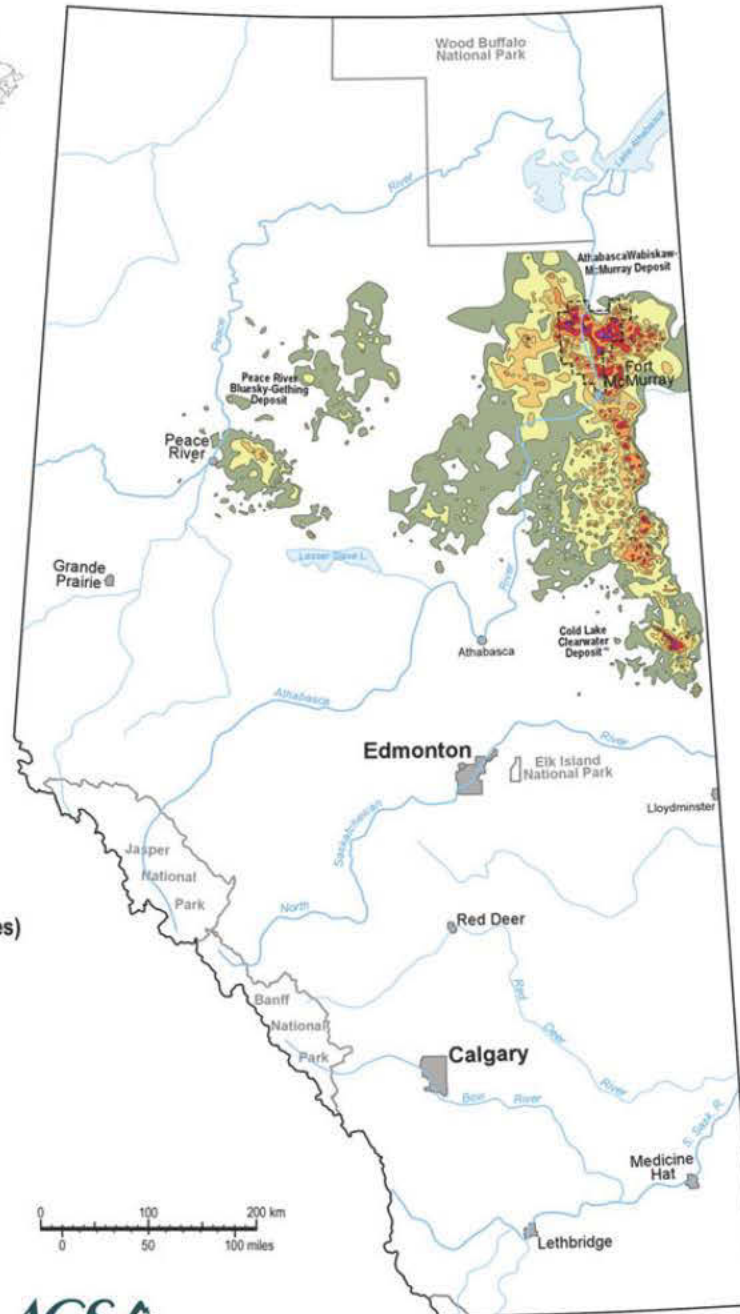 Wood Buffalo
National Park
Lake Athabasca
River
AthabascaWabiskaw-
McMurray Deposit
Peace
Fort
McMurray
Peace River
Bluesky-Gething
Deposit
Peace
River
Lesser Slave L.
Grande
Prairie
River
Cold Lake
Clearwater
Deposit
Athabasca
Athabasca
River
Edmonton
Elk Island
National Park
Lloydminster
Saskatchewan
Jasper
National
Park
North
es)
Red Deer
Red
Deer
River
Banff
National
Park
Calgary
Bow River
S. Sask. R.
Medicine
Hat
0 100 200 km
0 50 100 miles
Lethbridge
AGS